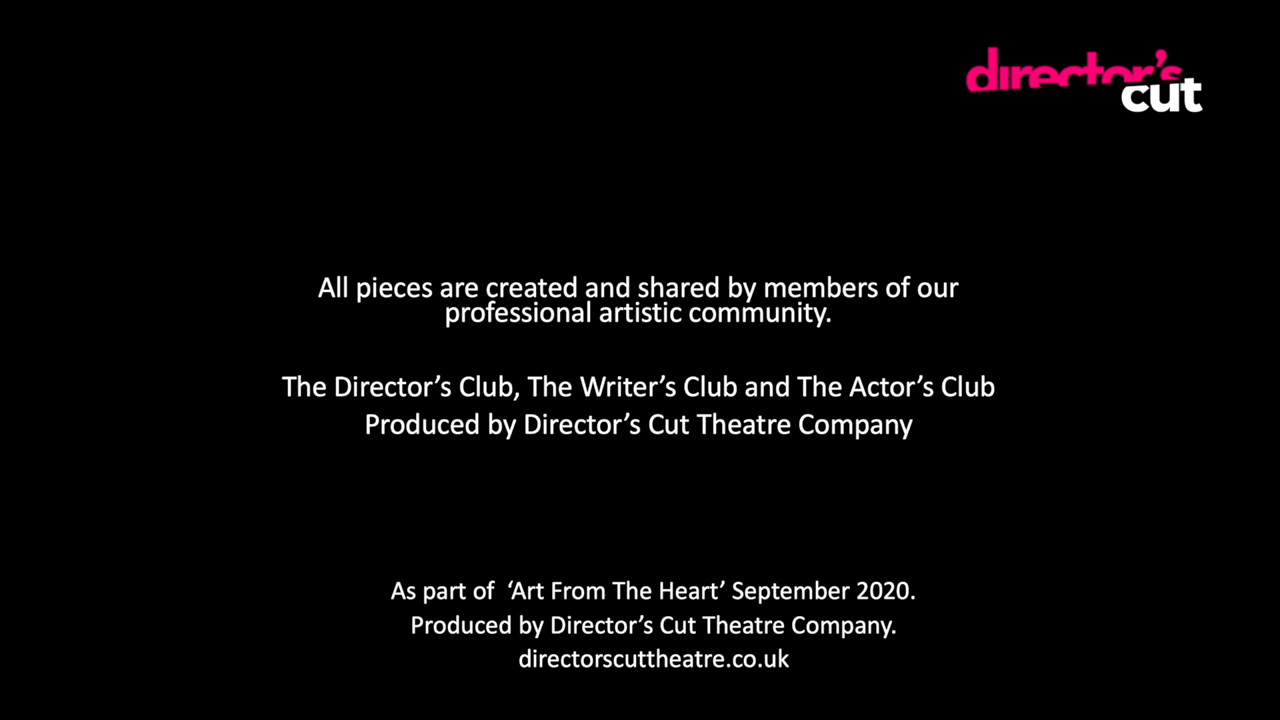 director's
cut
All pieces are created and shared by members of our
professional artistic community.
The Director’s Club, The Writer’s Club and The Actor’s Club
Produced by Director’s Cut Theatre Company
As part of  ‘Art From The Heart’ September 2020.
Produced by Director’s Cut Theatre Company.
directorscuttheatre.co.uk